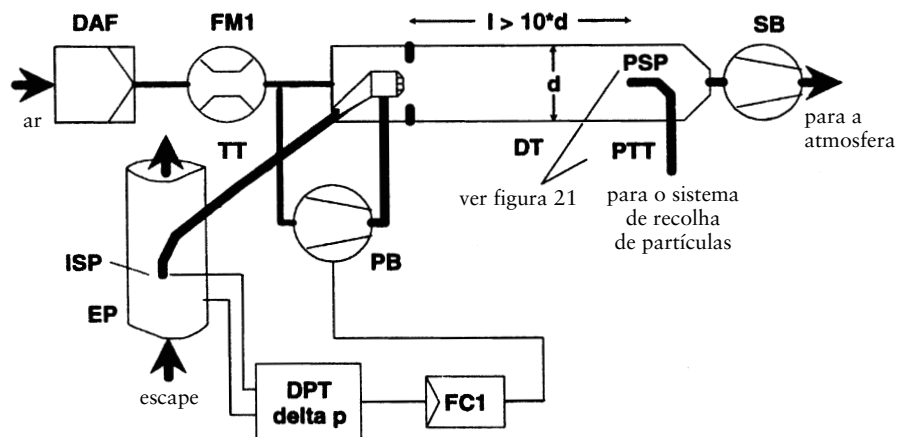 DAF
FM1
l > 10*d
SB
d
PSP
ar
para a
atmosfera
TT
DT
PTT
ver figura 21
para o sistema
de recolha
de partículas
PB
ISP
EP
escape
DPT
delta p
FC1